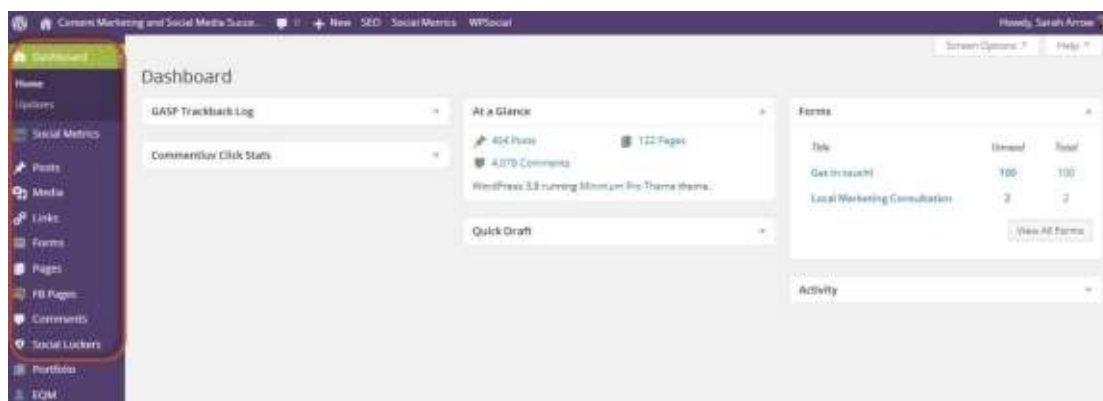 Content Marketing and Social Media Succe... New SEO Social Metrics WPSocial Howdy, Sarah Arrow
Screen Options Help
Dashboard
Home
Updates
Social Metrics
Posts
Media
Links
Forms
Pages
FB Pages
Comments
Social Lockers
Portfolio
EQM
Dashboard
GASP Trackback Log
Commentluv Click Stats
At a Glance
404 Posts 122 Pages
4,078 Comments
WordPress 3.8 running Minimum Pro Theme theme.
Quick Draft
Forms
Title Unread Total
Get in touch! 100 100
Local Marketing Consultation 2 2
View All Forms
Activity